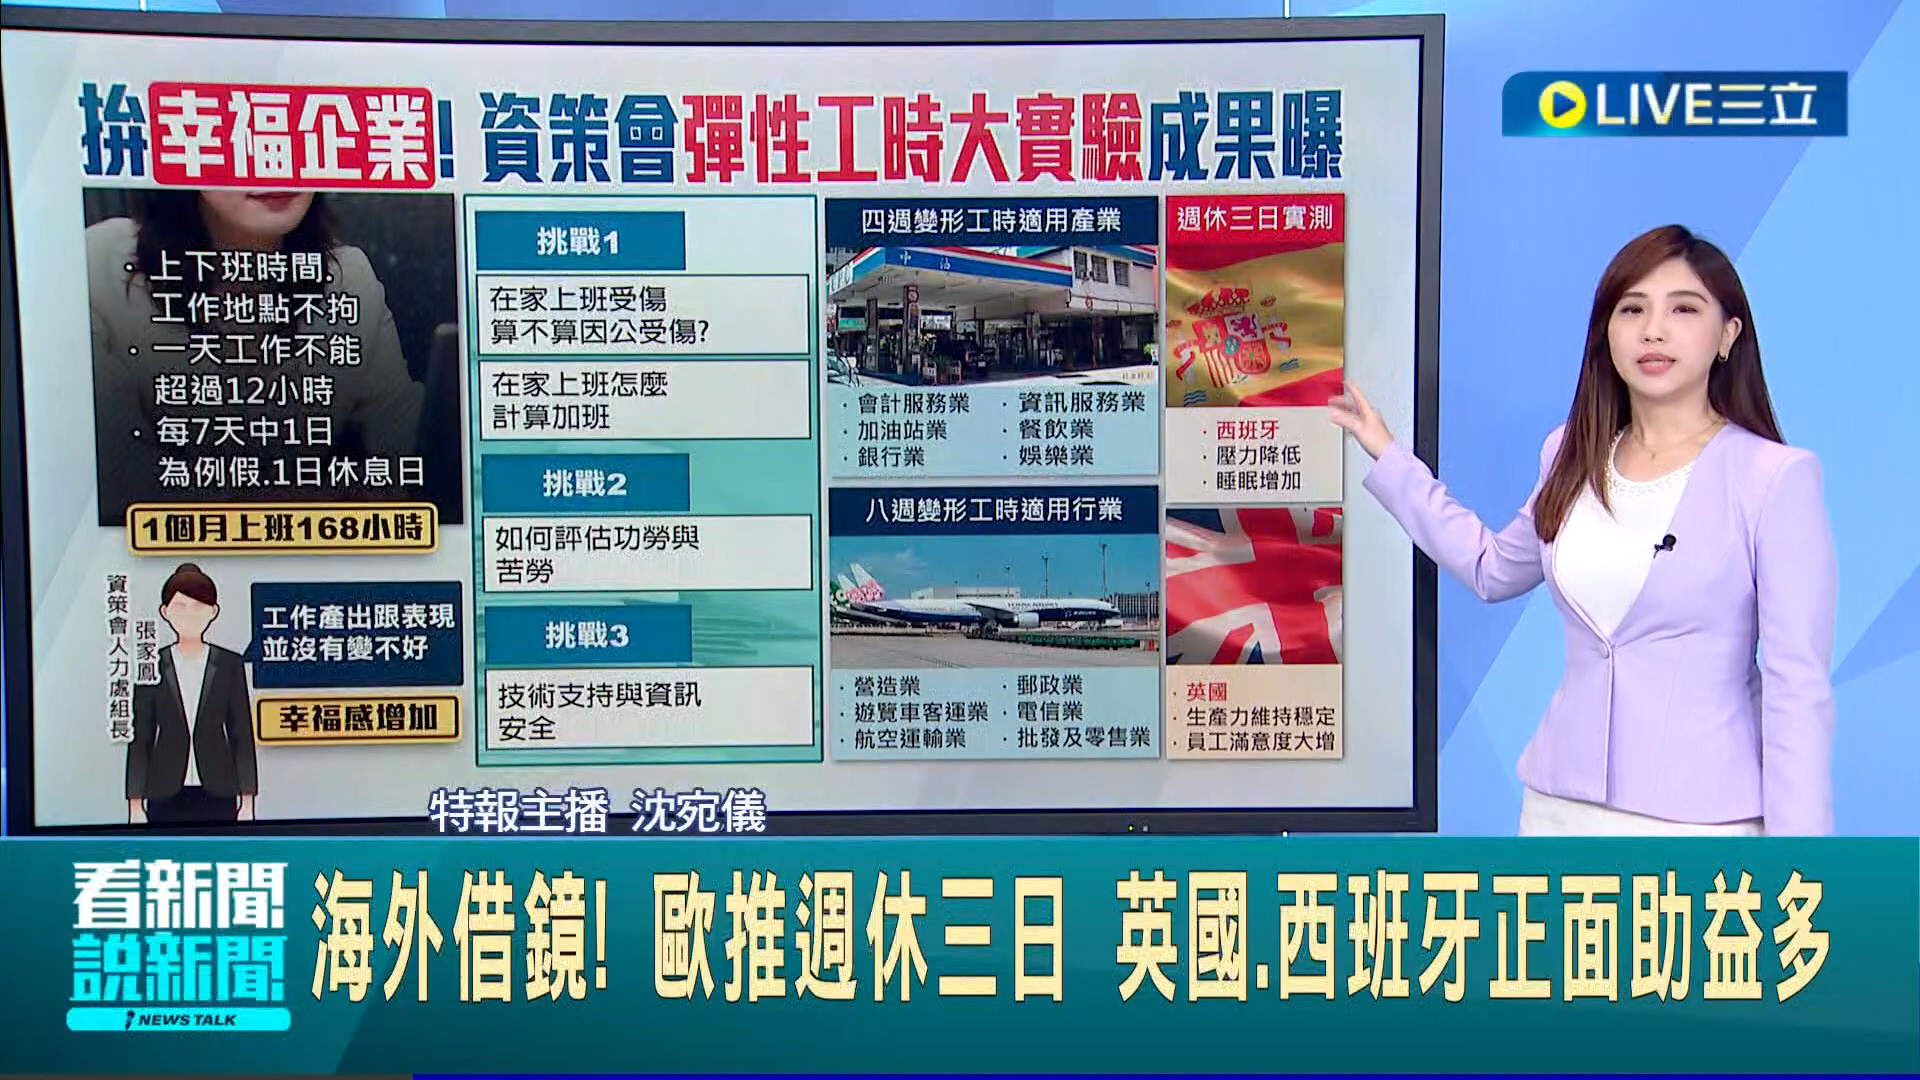 拚幸福企業! 資策會彈性工時大實驗成果曝
LIVE三立
·上下班時間.
工作地點不拘
·一天工作不能
超過12小時
·每7天中1日
為例假.1日休息日
1個月上班168小時
資策會人力處組長
張家鳳
工作產出跟表現
並沒有變不好
幸福感增加
挑戰1
在家上班受傷
算不算因公受傷?
在家上班怎麼
計算加班
挑戰2
如何評估功勞與
苦勞
挑戰3
技術支持與資訊
安全
四週變形工時適用產業
中油
·會計服務業 ·資訊服務業
·加油站業 ·餐飲業
·銀行業 ·娛樂業
八週變形工時適用行業
·營造業 ·郵政業
·遊覽車客運業 ·電信業
·航空運輸業 ·批發及零售業
週休三日實測
·西班牙
·壓力降低
·睡眠增加
·英國
·生產力維持穩定
·員工滿意度大增
特報主播 沈宛儀
看新聞
說新聞
NEWS TALK
海外借鏡! 歐推週休三日 英國.西班牙正面助益多